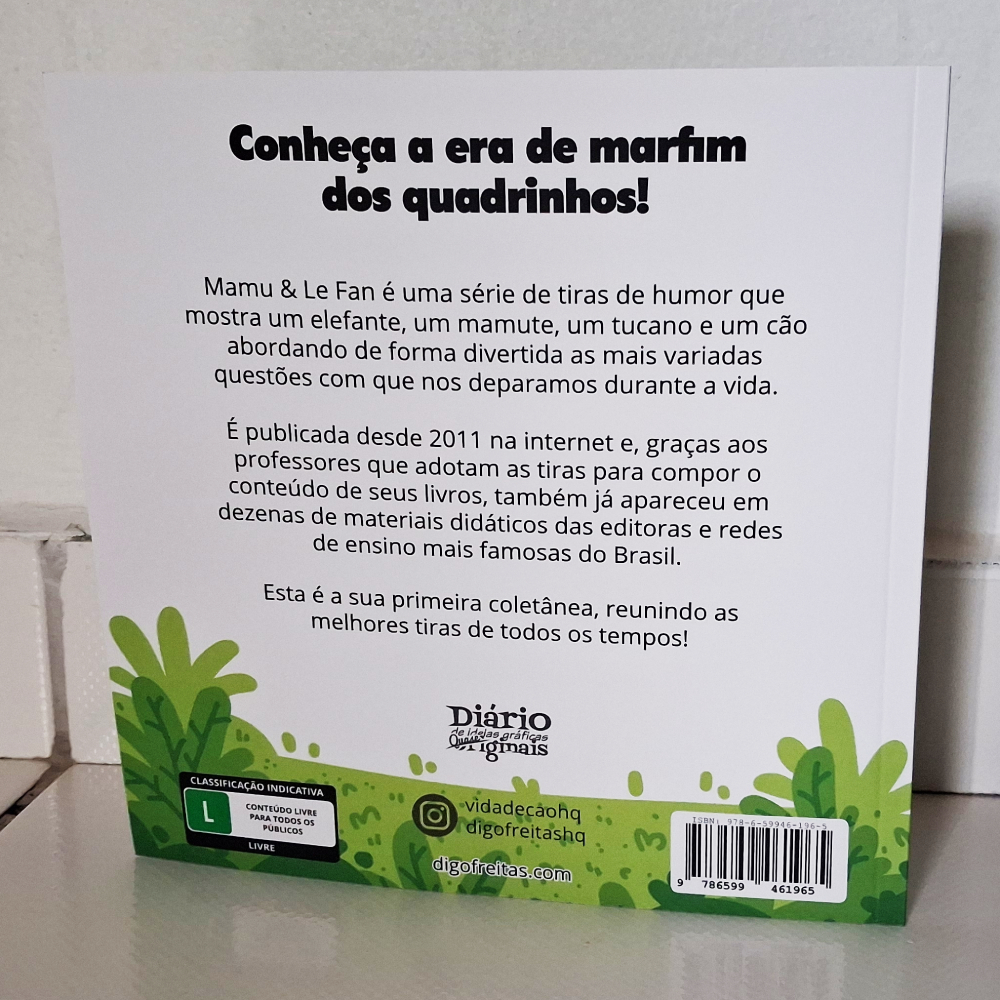 Conheça a era de marfim
dos quadrinhos!
Mamu & Le Fan é uma série de tiras de humor que
mostra um elefante, um mamute, um tucano e um cão
abordando de forma divertida as mais variadas
questões com que nos deparamos durante a vida.
É publicada desde 2011 na internet e, graças aos
professores que adotam as tiras para compor o
conteúdo de seus livros, também já apareceu em
dezenas de materiais didáticos das editoras e redes
de ensino mais famosas do Brasil.
Esta é a sua primeira coletânea, reunindo as
melhores tiras de todos os tempos!
Diário
de ideias gráficas
Quase Originais
CLASSIFICAÇÃO INDICATIVA
L
CONTEÚDO LIVRE
PARA TODOS OS
PÚBLICOS
LIVRE
vidadecaohq
digofreitashq
digofreitas.com
ISBN: 978-6-59946-196-5
9 786599 461965